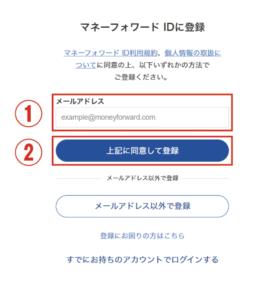 マネーフォワード IDに登録
マネーフォワード ID利用規約、個人情報の取扱に
ついてに同意の上、以下いずれかの方法で
ご登録ください。
メールアドレス
① example@moneyforward.com
② 上記に同意して登録
メールアドレス以外で登録
メールアドレス以外で登録
登録にお困りの方はこちら
すでにお持ちのアカウントでログインする